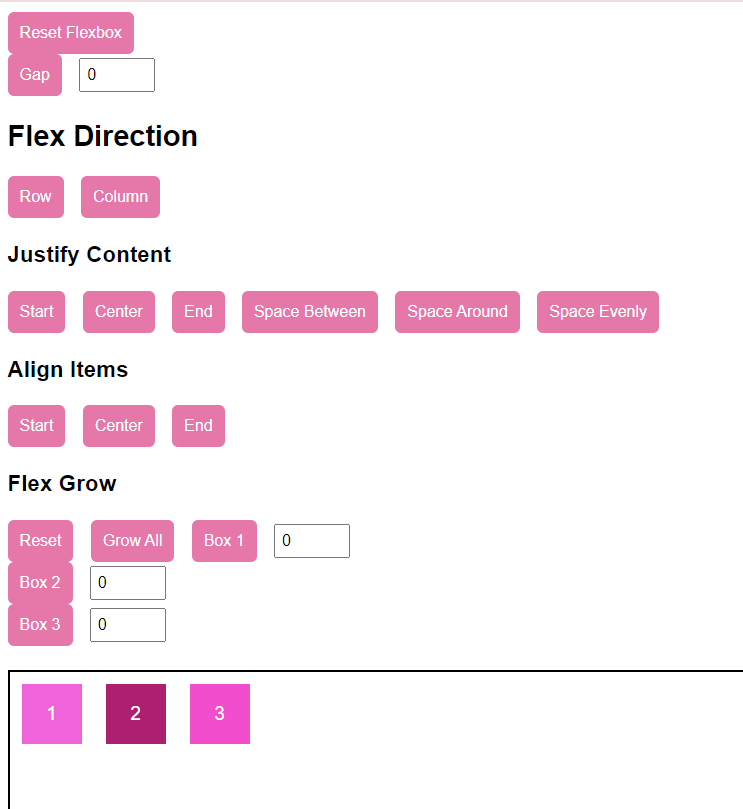 Reset Flexbox
Gap 0
Flex Direction
Row Column
Justify Content
Start Center End Space Between Space Around Space Evenly
Align Items
Start Center End
Flex Grow
Reset Grow All Box 1 0
Box 2 0
Box 3 0
1 2 3